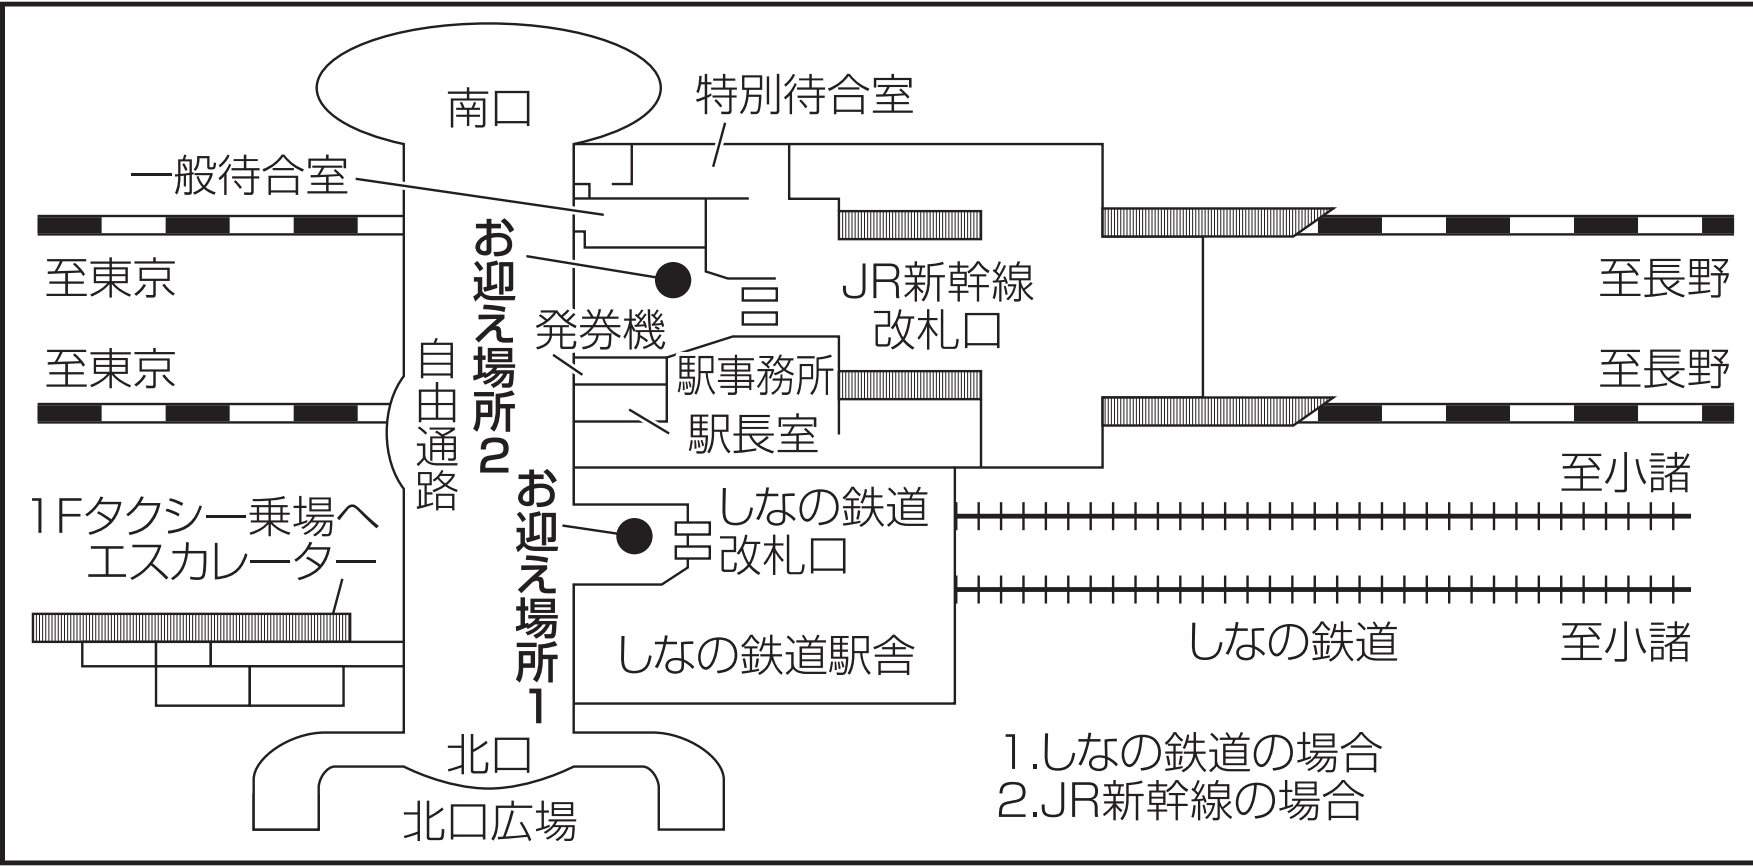 南口
特別待合室
一般待合室
至東京
至東京
お迎え場所2
発券機
JR新幹線
改札口
至長野
至長野
自由通路
駅事務所
駅長室
お迎え場所1
1Fタクシー乗場へ
エスカレーター
しなの鉄道
改札口
至小諸
しなの鉄道
至小諸
しなの鉄道駅舎
北口
北口広場
1.しなの鉄道の場合
2.JR新幹線の場合